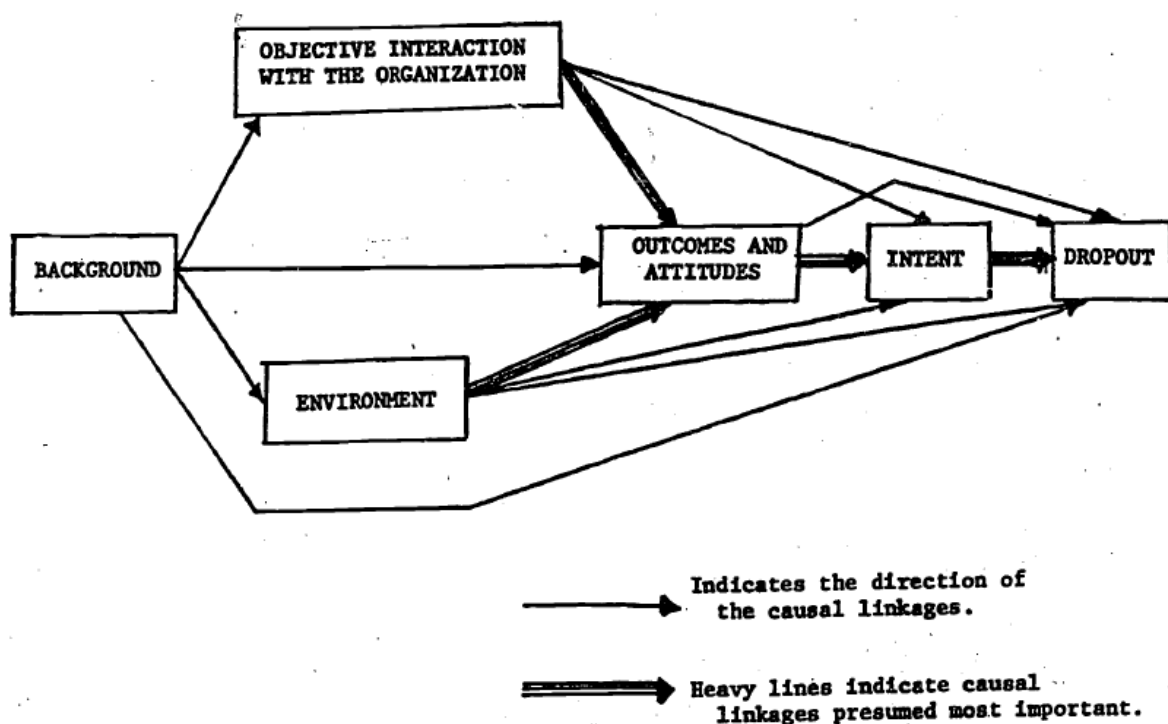 OBJECTIVE INTERACTION
WITH THE ORGANIZATION
BACKGROUND
OUTCOMES AND
ATTITUDES
INTENT
DROPOUT
ENVIRONMENT
Indicates the direction of
the causal linkages.
Heavy lines indicate causal
linkages presumed most important.